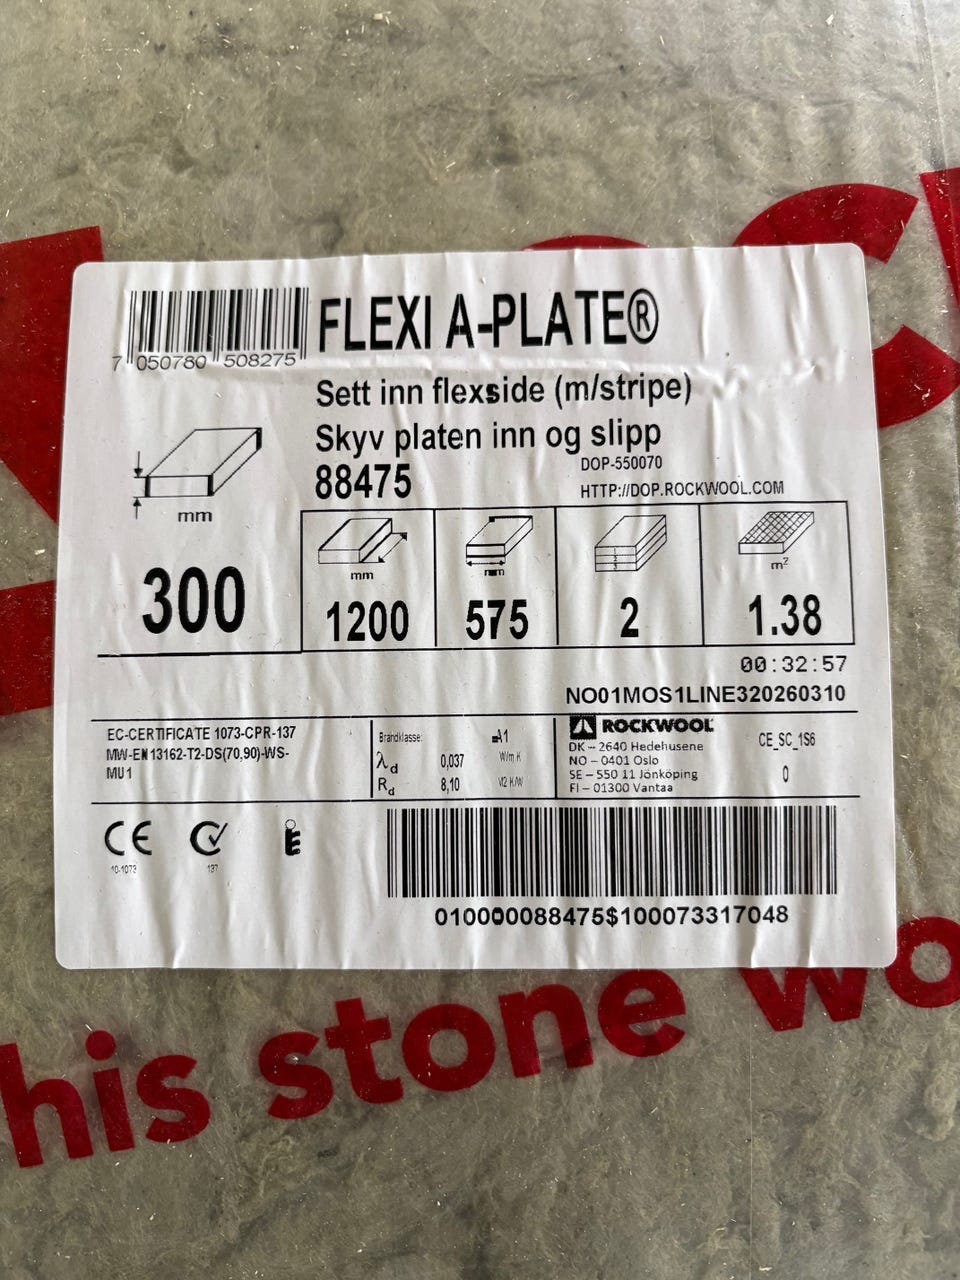 FLEXI A-PLATE®
7 050780 508275
Sett inn flexside (m/stripe)
Skyv platen inn og slipp
88475
DOP-550070
HTTP://DOP.ROCKWOOL.COM
mm
300
mm
1200
mm
575
2
m²
1.38
00:32:57
NO01MOS1LINE320260310
EC-CERTIFICATE 1073-CPR-137
MW-EN13162-T2-DS(70,90)-WS-
MU1
Brandklasse: A1
λd 0,037 W/m K
Rd 8,10 M2 K/W
ROCKWOOL
DK – 2640 Hedehusene
NO – 0401 Oslo
SE – 550 11 Jönköping
FI – 01300 Vantaa
CE_SC_1S6
0
CE
137
010000088475$100073317048
his stone wo